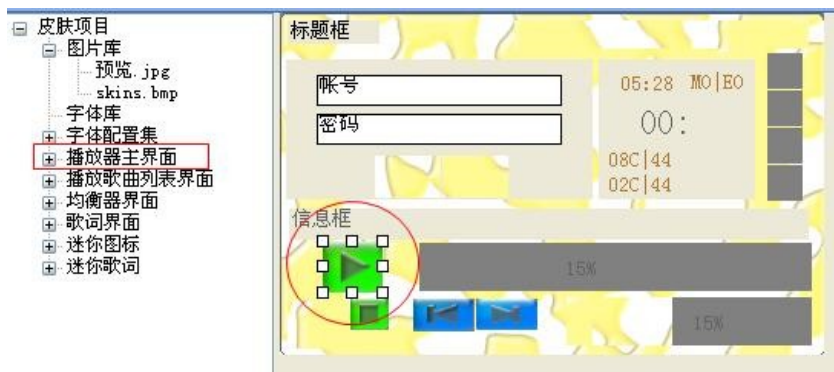 皮肤项目
图片库
预览.jpg
skins.bmp
字体库
字体配置集
播放器主界面
播放歌曲列表界面
均衡器界面
歌词界面
迷你图标
迷你歌词
标题框
帐号
密码
05:28 MO|EO
00:
08C|44
02C|44
信息框
15%
15%